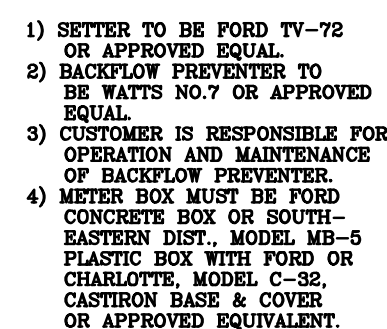 1) SETTER TO BE FORD TV-72
OR APPROVED EQUAL.
2) BACKFLOW PREVENTER TO
BE WATTS NO.7 OR APPROVED
EQUAL.
3) CUSTOMER IS RESPONSIBLE FOR
OPERATION AND MAINTENANCE
OF BACKFLOW PREVENTER.
4) METER BOX MUST BE FORD
CONCRETE BOX OR SOUTH-
EASTERN DIST., MODEL MB-5
PLASTIC BOX WITH FORD OR
CHARLOTTE, MODEL C-32,
CASTIRON BASE & COVER
OR APPROVED EQUIVALENT.